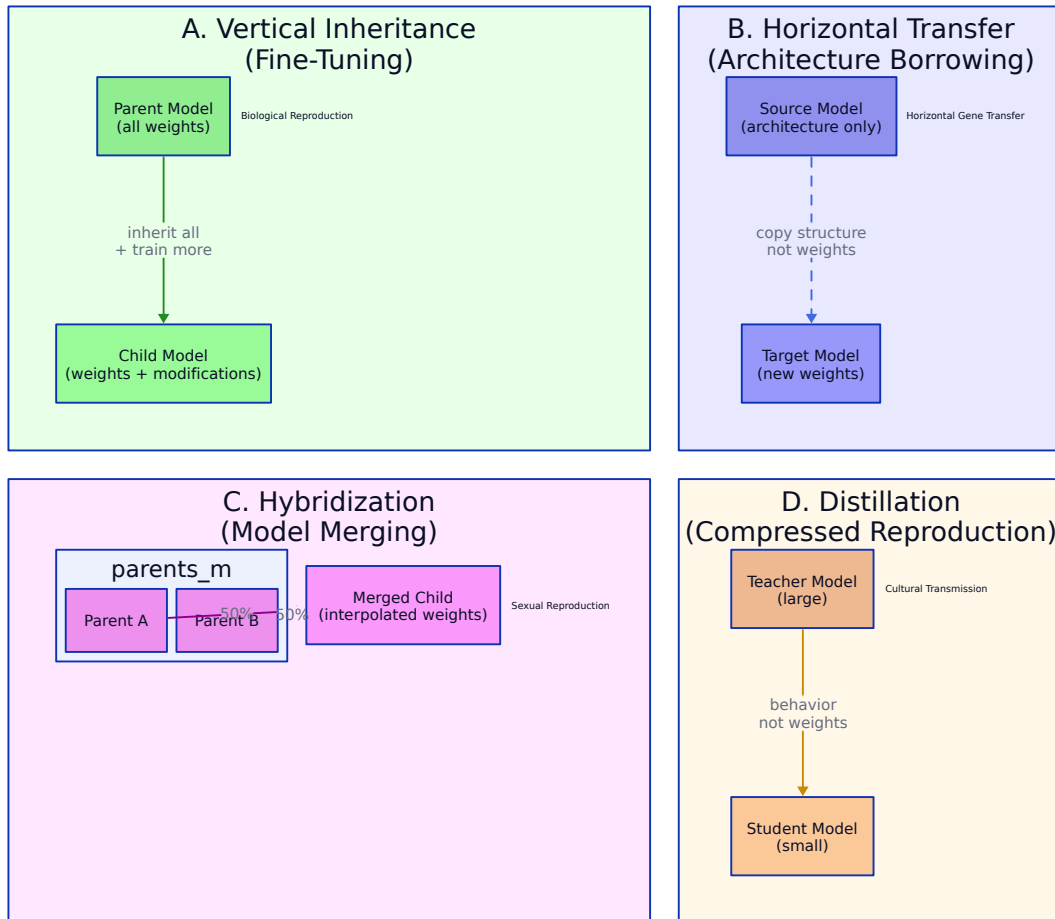 A. Vertical Inheritance
(Fine-Tuning)
Parent Model
(all weights)
Biological Reproduction
inherit all
+ train more
Child Model
(weights + modifications)
B. Horizontal Transfer
(Architecture Borrowing)
Source Model
(architecture only)
Horizontal Gene Transfer
copy structure
not weights
Target Model
(new weights)
C. Hybridization
(Model Merging)
parents_m
Parent A
Parent B
50%
50%
Merged Child
(interpolated weights)
Sexual Reproduction
D. Distillation
(Compressed Reproduction)
Teacher Model
(large)
Cultural Transmission
behavior
not weights
Student Model
(small)